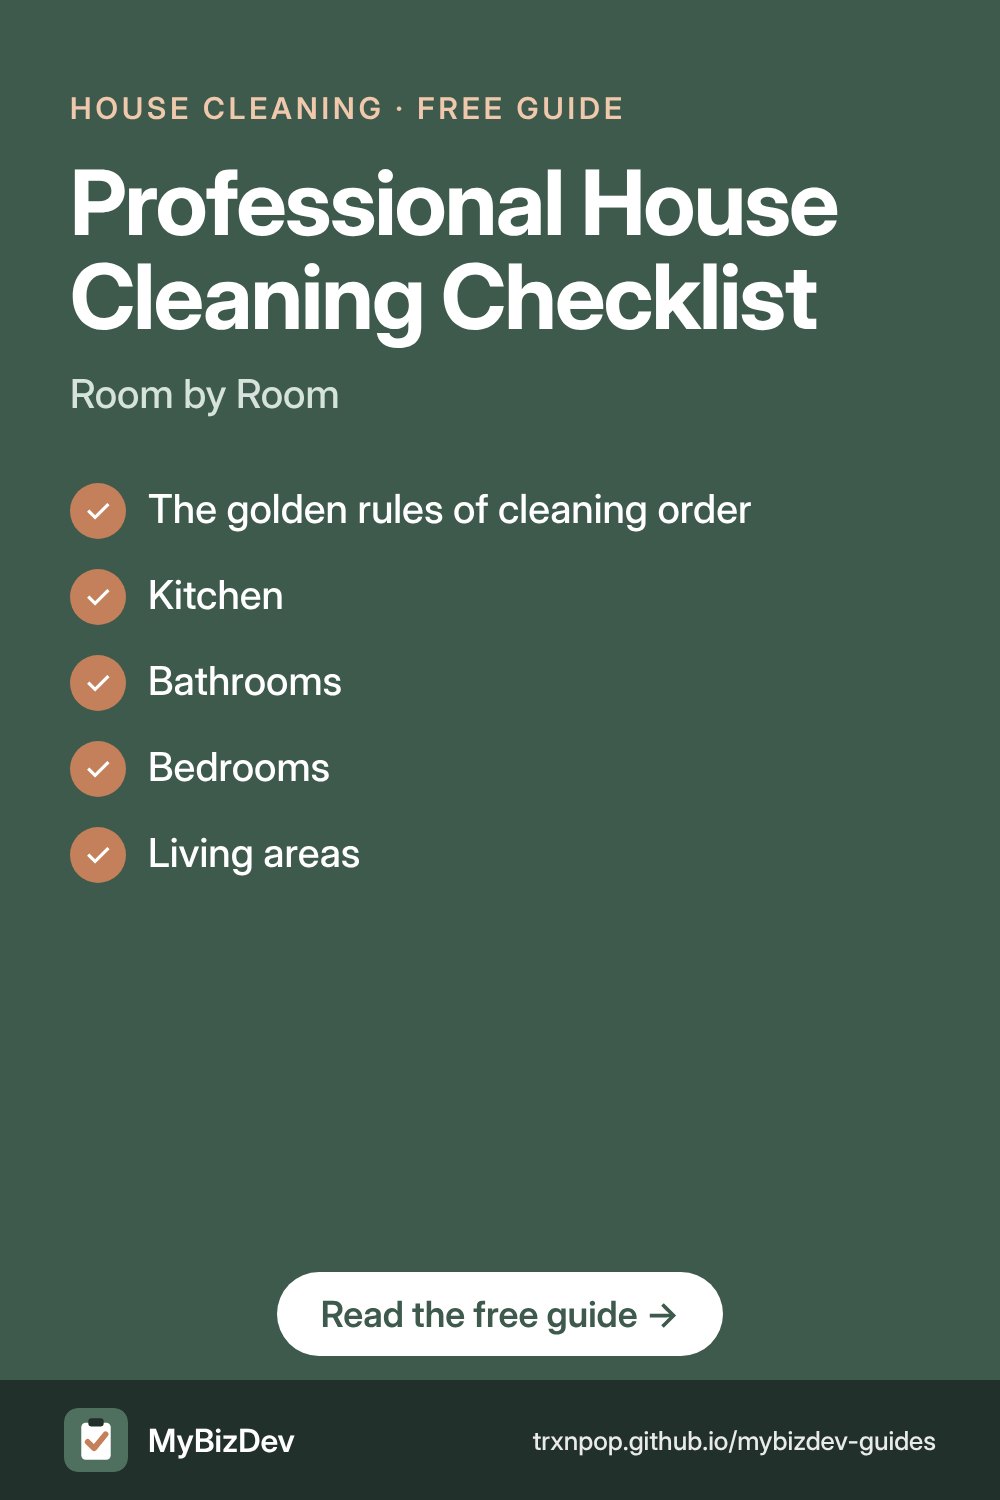 HOUSE CLEANING · FREE GUIDE
Professional House
Cleaning Checklist
Room by Room
The golden rules of cleaning order
Kitchen
Bathrooms
Bedrooms
Living areas
Read the free guide →
MyBizDev
trxnpop.github.io/mybizdev-guides